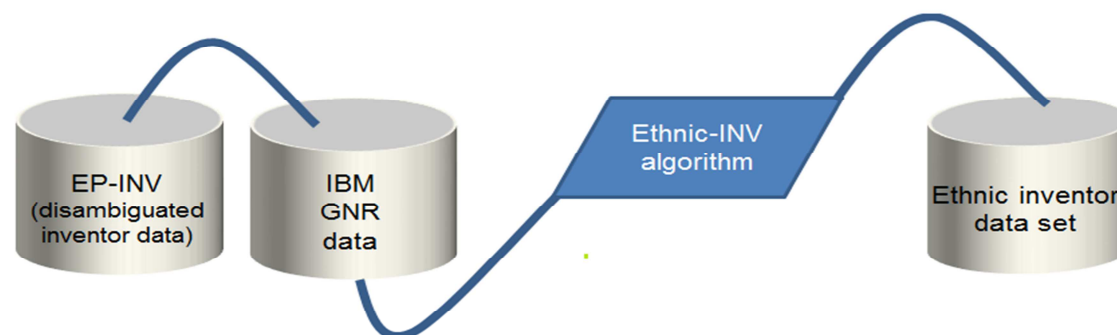 EP-INV
(disambiguated
inventor data)
IBM
GNR
data
Ethnic-INV
algorithm
Ethnic inventor
data set